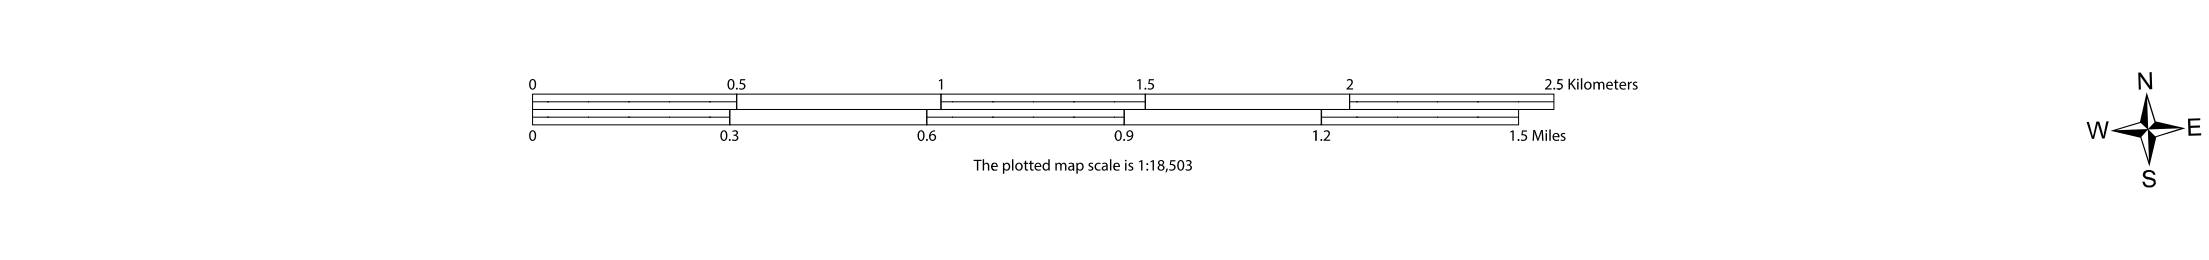 0 0.5 1 1.5 2 2.5 Kilometers
0 0.3 0.6 0.9 1.2 1.5 Miles
The plotted map scale is 1:18,503
N
W E
S